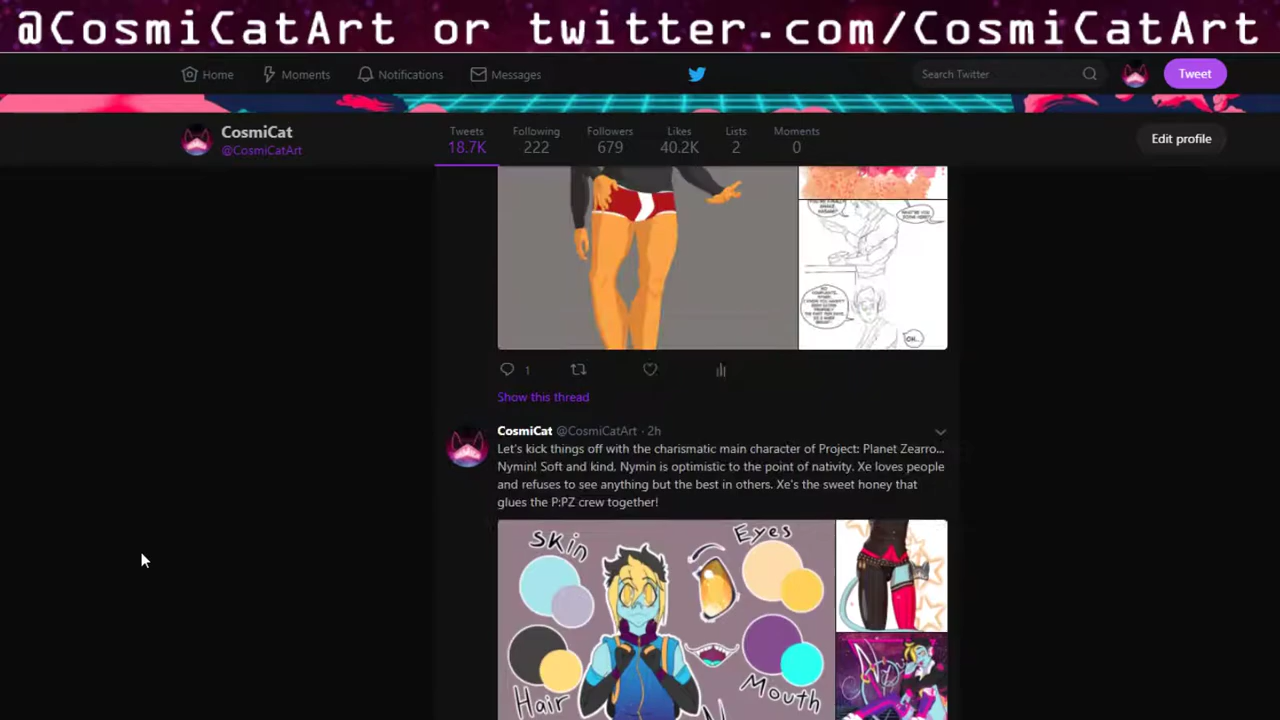 @CosmiCatArt or twitter.com/CosmiCatArt
Home Moments Notifications Messages Search Twitter Tweet
CosmiCat
@CosmiCatArt
Tweets Following Followers Likes Lists Moments
18.7K 222 679 40.2K 2 0
Edit profile
OH...
1
Show this thread
CosmiCat @CosmiCatArt · 2h
Let's kick things off with the charismatic main character of Project: Planet Zearro...
Nymin! Soft and kind, Nymin is optimistic to the point of nativity. Xe loves people
and refuses to see anything but the best in others. Xe's the sweet honey that
glues the P:PZ crew together!
Skin
Eyes
Hair
Mouth